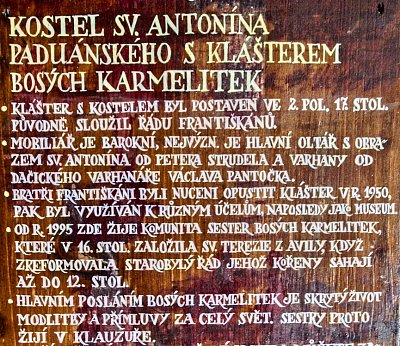 KOSTEL SV. ANTONÍNA
PADUÁNSKÉHO S KLÁŠTEREM
BOSÝCH KARMELITEK
• KLÁŠTER S KOSTELEM BYL POSTAVEN VE 2. POL. 17. STOL.
PŮVODNĚ SLOUŽIL ŘÁDU FRANTIŠKÁNŮ.
• MOBILIÁŘ JE BAROKNÍ, NEJVÝZN. JE HLAVNÍ OLTÁŘ S OBRA-
ZEM SV. ANTONÍNA OD PETERA STRUDELA A VARHANY OD
DAČICKÉHO VARHANÁŘE VÁCLAVA PANTOČKA.
• BRATŘI FRANTIŠKÁNI BYLI NUCENI OPUSTIT KLÁŠTER V R. 1950,
PAK BYL VYUŽÍVÁN K RŮZNÝM ÚČELŮM, NAPOSLEDY JAKO MUSEUM.
• OD R. 1995 ZDE ŽIJE KOMUNITA SESTER BOSÝCH KARMELITEK,
KTERÉ V 16. STOL. ZALOŽILA SV. TEREZIE Z AVILY, KDYŽ
ZREFORMOVALA STAROBYLÝ ŘÁD JEHOŽ KOŘENY SAHAJÍ
AŽ DO 12. STOL.
• HLAVNÍM POSLÁNÍM BOSÝCH KARMELITEK JE SKRYTÝ ŽIVOT
MODLITBY A PŘÍMLUVY ZA CELÝ SVĚT. SESTRY PROTO
ŽIJÍ V KLAUZUŘE.